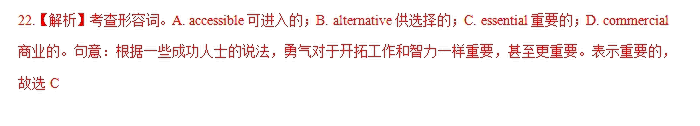 22.【解析】考查形容词。A. accessible 可进入的；B. alternative 供选择的；C. essential 重要的；D. commercial
商业的。句意：根据一些成功人士的说法，勇气对于开拓工作和智力一样重要，甚至更重要。表示重要的，
故选 C